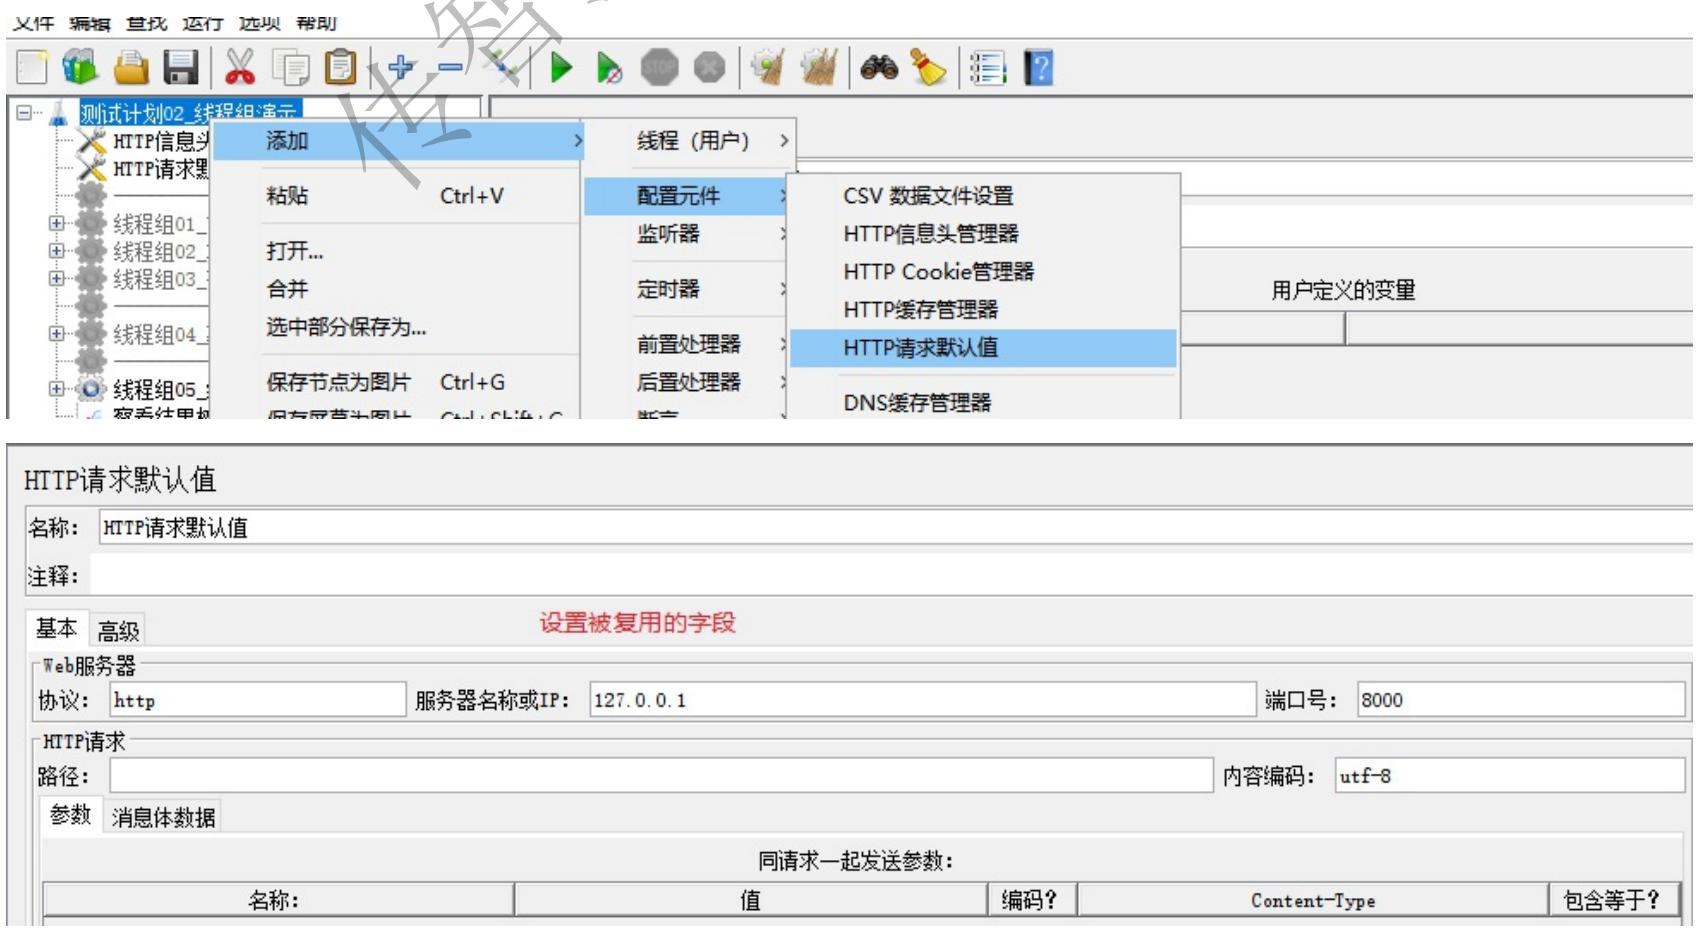 文件 编辑 查找 运行 选项 帮助
测试计划02_线程组演示
HTTP信息头
HTTP请求默
线程组01_
线程组02_
线程组03_
线程组04_
线程组05_
察看结果树
添加
粘贴 Ctrl+V
打开...
合并
选中部分保存为...
保存节点为图片 Ctrl+G
保存屏幕为图片 Ctrl+Shift+G
线程（用户）
配置元件
监听器
定时器
前置处理器
后置处理器
断言
CSV 数据文件设置
HTTP信息头管理器
HTTP Cookie管理器
HTTP缓存管理器
HTTP请求默认值
DNS缓存管理器
用户定义的变量
传智
HTTP请求默认值
名称： HTTP请求默认值
注释：
基本 高级 设置被复用的字段
Web服务器
协议： http 服务器名称或IP： 127.0.0.1 端口号： 8000
HTTP请求
路径： 内容编码： utf-8
参数 消息体数据
同请求一起发送参数：
名称： 值 编码? Content-Type 包含等于?